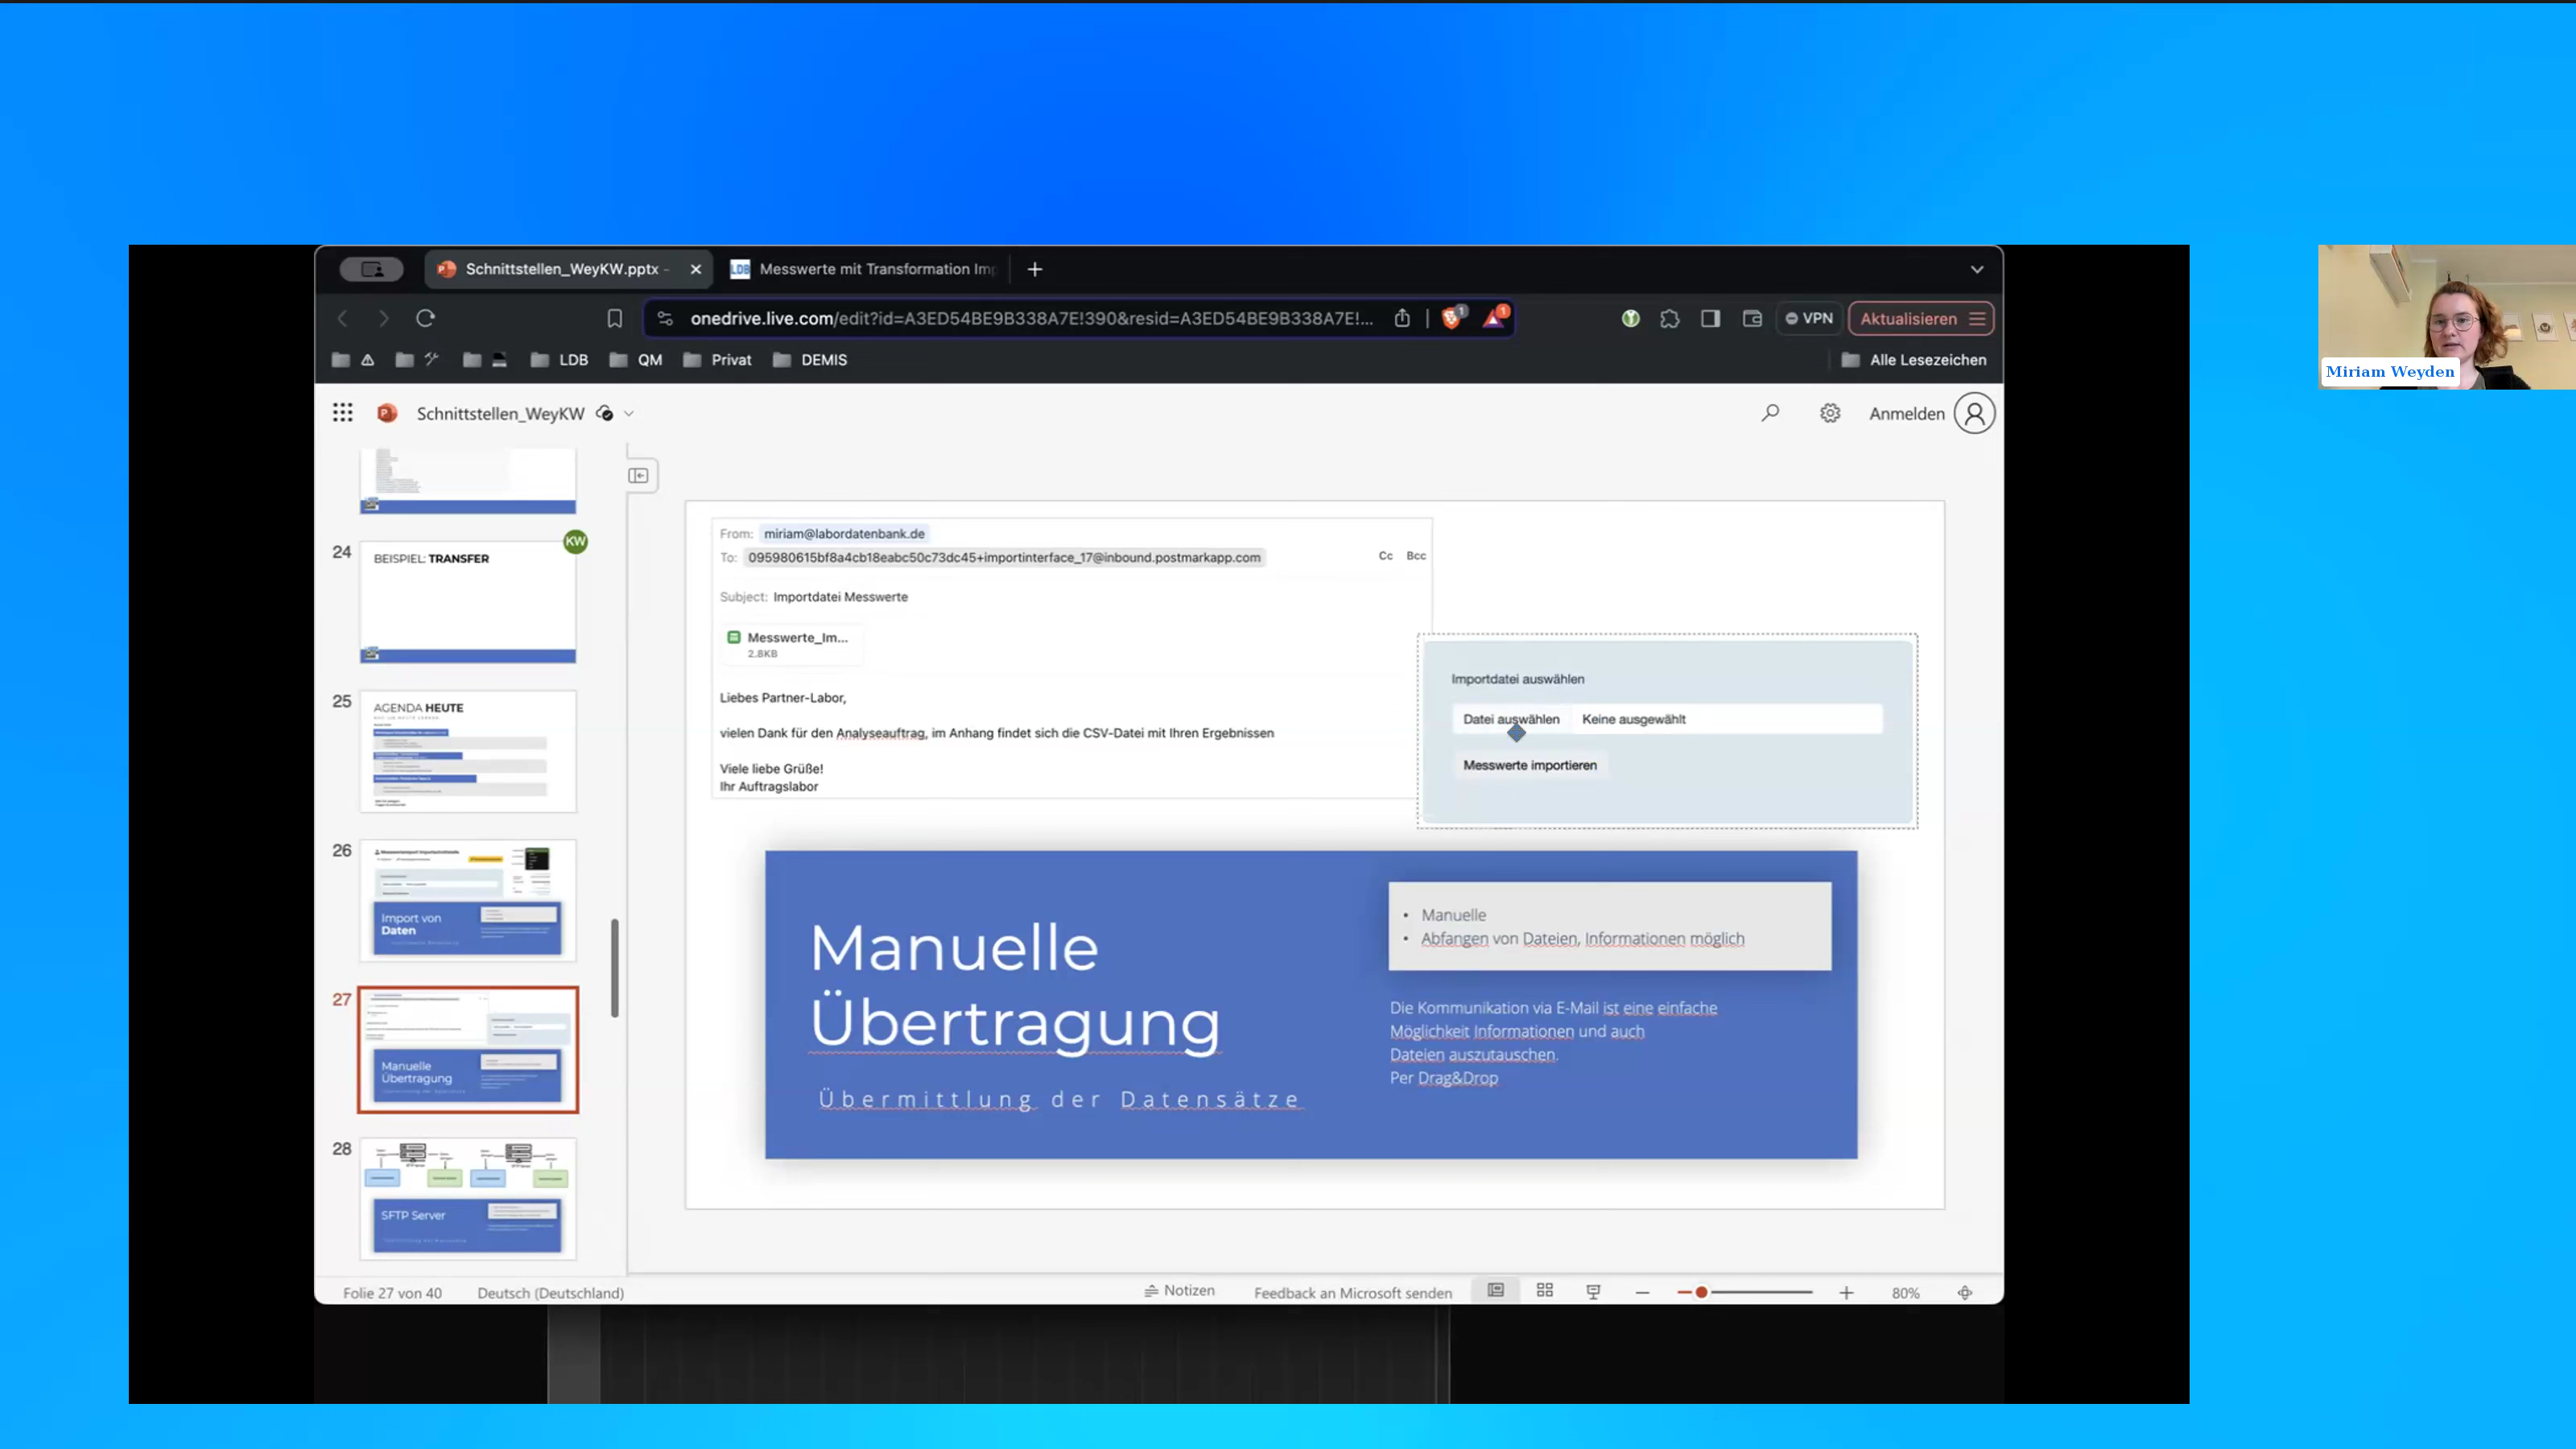 Schnittstellen_WeyKW.pptx -
LDB Messwerte mit Transformation Imp
onedrive.live.com/edit?id=A3ED54BE9B338A7E!390&resid=A3ED54BE9B338A7E!...
1
1
VPN
Aktualisieren
LDB
QM
Privat
DEMIS
Alle Lesezeichen
Schnittstellen_WeyKW
Anmelden
24
KW
BEISPIEL: TRANSFER
25
AGENDA HEUTE
26
Import von
Daten
27
Manuelle
Übertragung
28
SFTP Server
From: miriam@labordatenbank.de
To: 095980615bf8a4cb18eabc50c73dc45+importinterface_17@inbound.postmarkapp.com
Cc Bcc
Subject: Importdatei Messwerte
Messwerte_Im...
2.8KB
Liebes Partner-Labor,
vielen Dank für den Analyseauftrag, im Anhang findet sich die CSV-Datei mit Ihren Ergebnissen
Viele liebe Grüße!
Ihr Auftragslabor
Importdatei auswählen
Datei auswählen Keine ausgewählt
Messwerte importieren
Manuelle
Übertragung
Übermittlung der Datensätze
• Manuelle
• Abfangen von Dateien, Informationen möglich
Die Kommunikation via E-Mail ist eine einfache
Möglichkeit Informationen und auch
Dateien auszutauschen.
Per Drag&Drop
Folie 27 von 40
Deutsch (Deutschland)
Notizen
Feedback an Microsoft senden
80%
Miriam Weyden